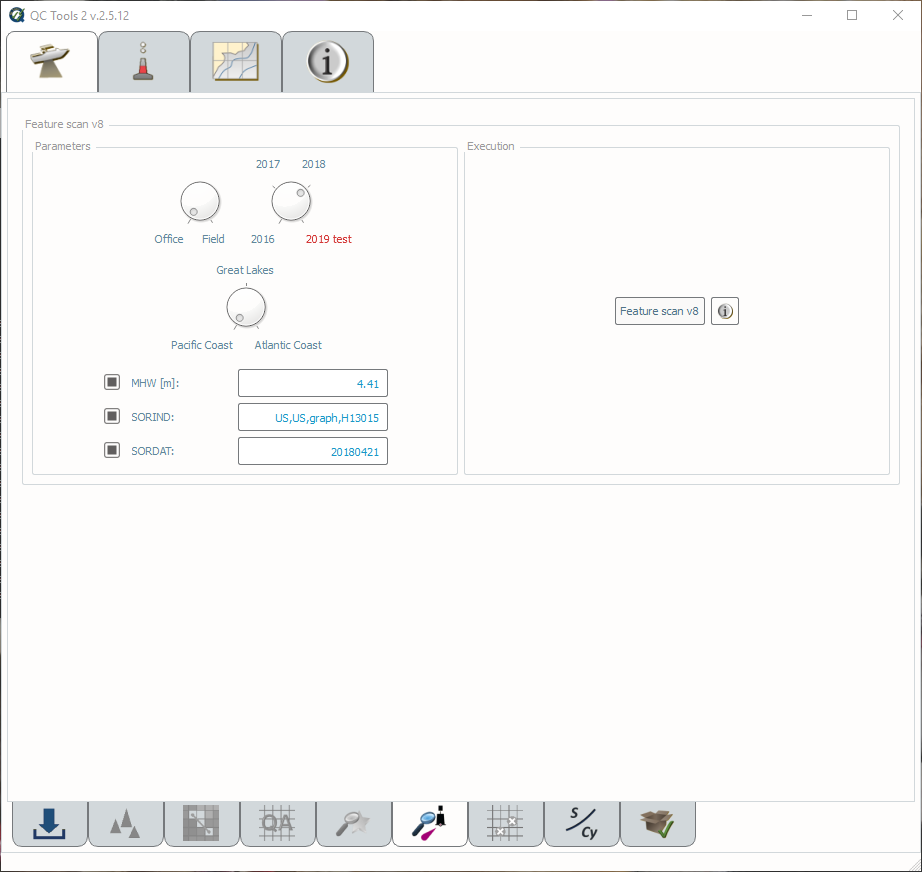 QC Tools 2 v.2.5.12
Feature scan v8
Parameters
Execution
2017 2018
Office Field 2016 2019 test
Great Lakes
Pacific Coast Atlantic Coast
MHW [m]: 4.41
SORIND: US,US,graph,H13015
SORDAT: 20180421
Feature scan v8
i
QA
S/Cy